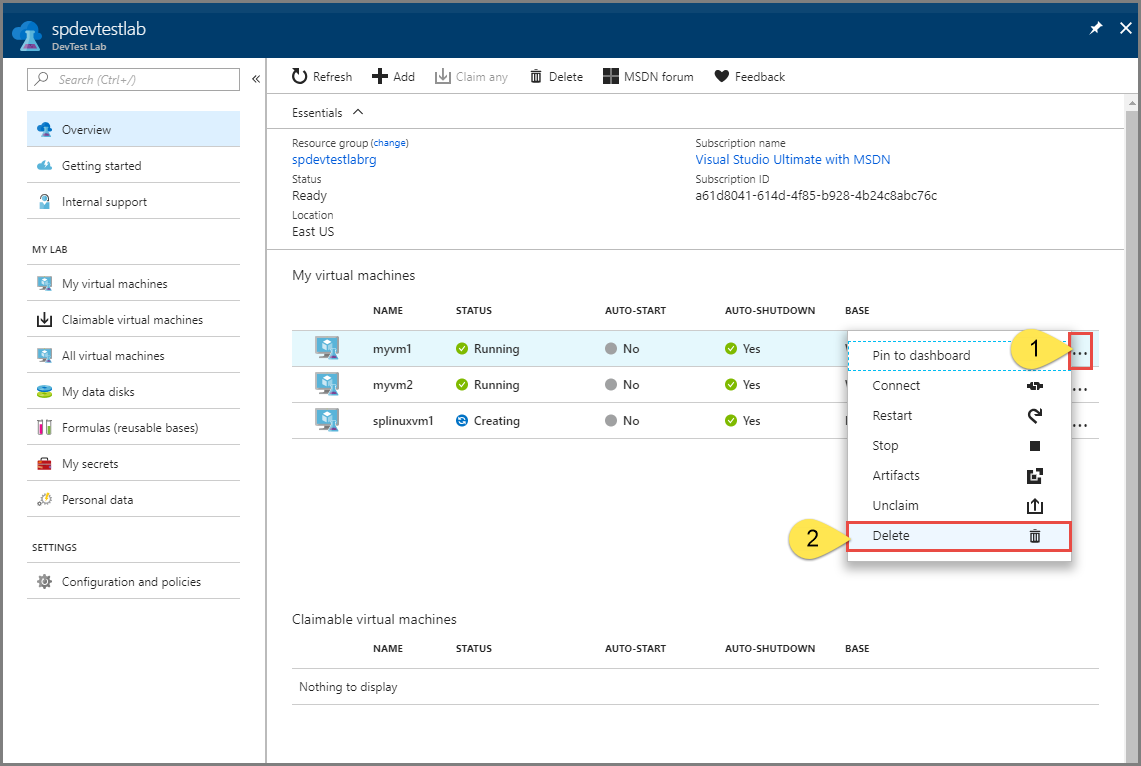 spdevtestlab
DevTest Lab
Search (Ctrl+/)
«
Refresh Add Claim any Delete MSDN forum Feedback
Overview
Getting started
Internal support
MY LAB
My virtual machines
Claimable virtual machines
All virtual machines
My data disks
Formulas (reusable bases)
My secrets
Personal data
SETTINGS
Configuration and policies
Essentials
Resource group (change)
spdevtestlabrg
Status
Ready
Location
East US
Subscription name
Visual Studio Ultimate with MSDN
Subscription ID
a61d8041-614d-4f85-b928-4b24c8abc76c
My virtual machines
NAME STATUS AUTO-START AUTO-SHUTDOWN BASE
myvm1 Running No Yes
myvm2 Running No Yes
splinuxvm1 Creating No Yes
1
Pin to dashboard
Connect
Restart
Stop
Artifacts
Unclaim
2
Delete
Claimable virtual machines
NAME STATUS AUTO-START AUTO-SHUTDOWN BASE
Nothing to display